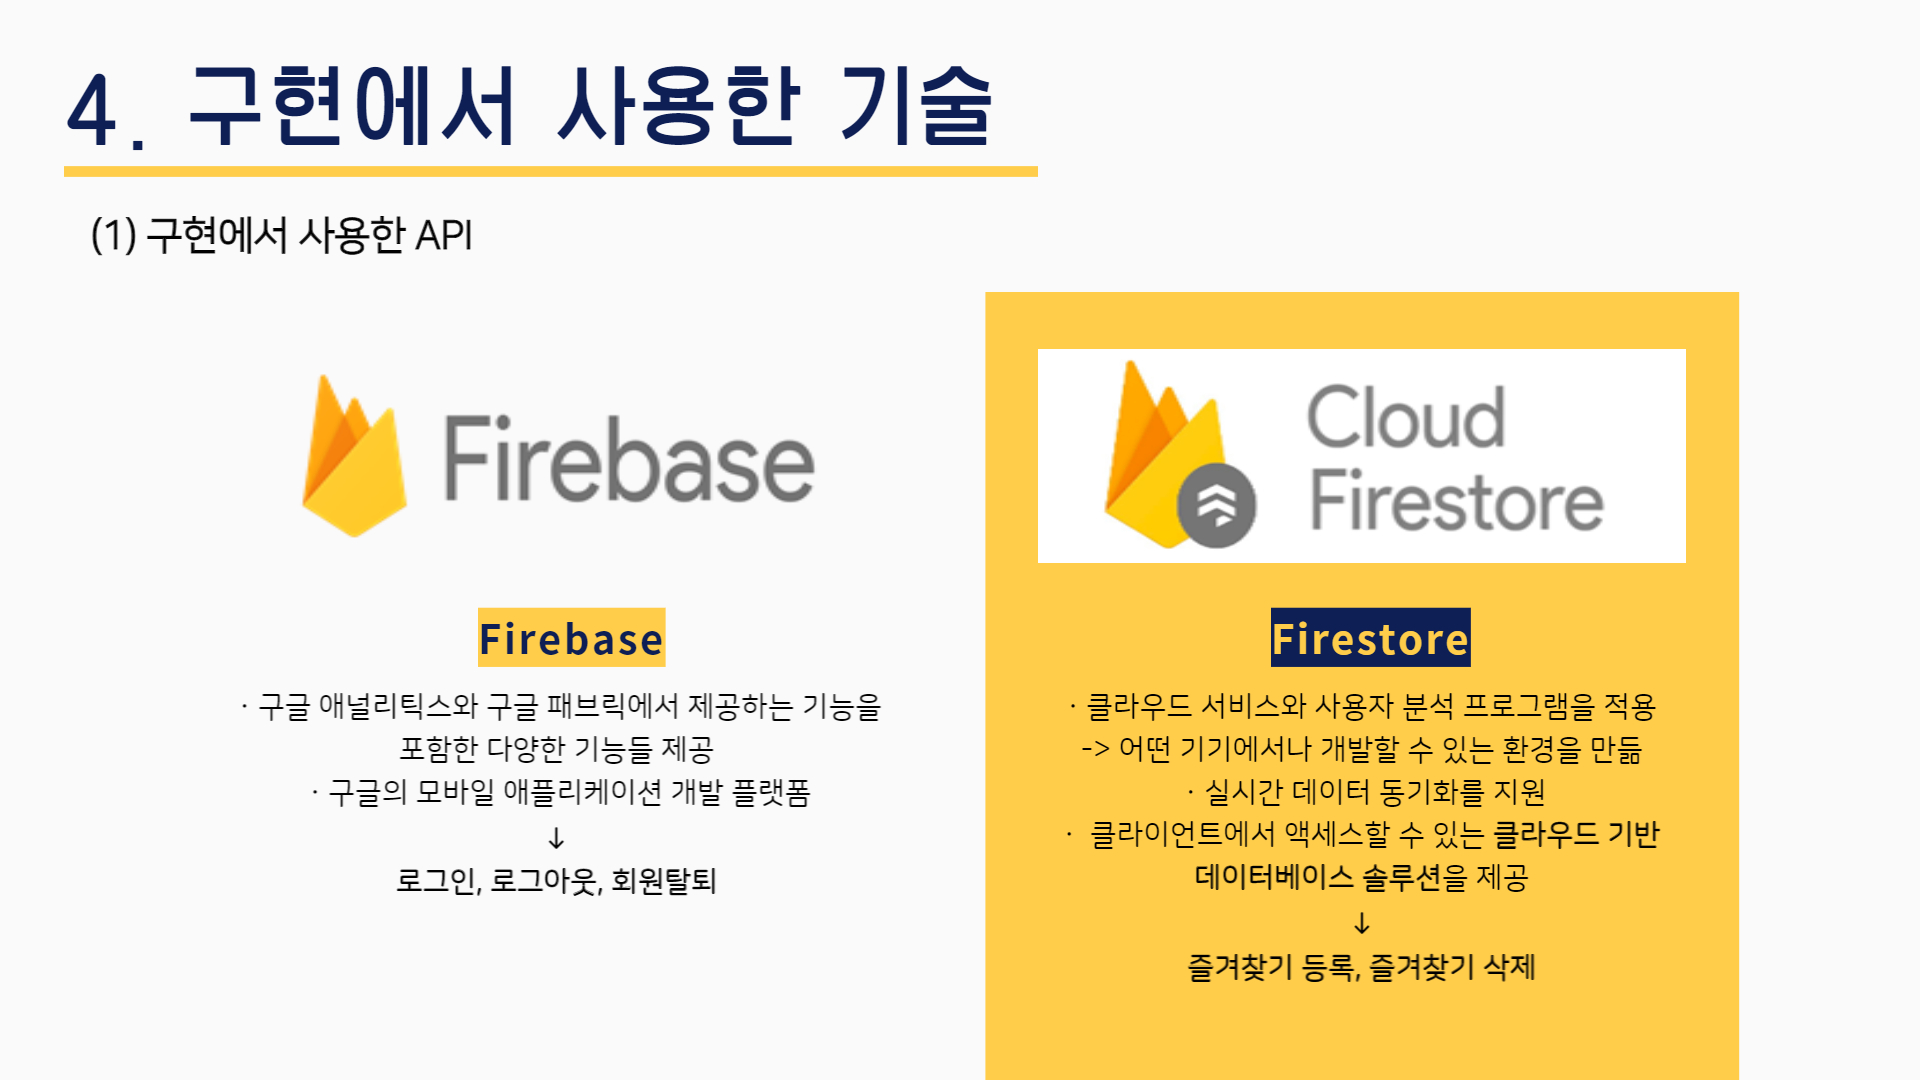 4. 구현에서 사용한 기술
(1) 구현에서 사용한 API
Firebase
Firebase
· 구글 애널리틱스와 구글 패브릭에서 제공하는 기능을
포함한 다양한 기능들 제공
· 구글의 모바일 애플리케이션 개발 플랫폼
↓
로그인, 로그아웃, 회원탈퇴
Cloud
Firestore
Firestore
· 클라우드 서비스와 사용자 분석 프로그램을 적용
-> 어떤 기기에서나 개발할 수 있는 환경을 만듦
· 실시간 데이터 동기화를 지원
· 클라이언트에서 액세스할 수 있는 클라우드 기반
데이터베이스 솔루션을 제공
↓
즐겨찾기 등록, 즐겨찾기 삭제